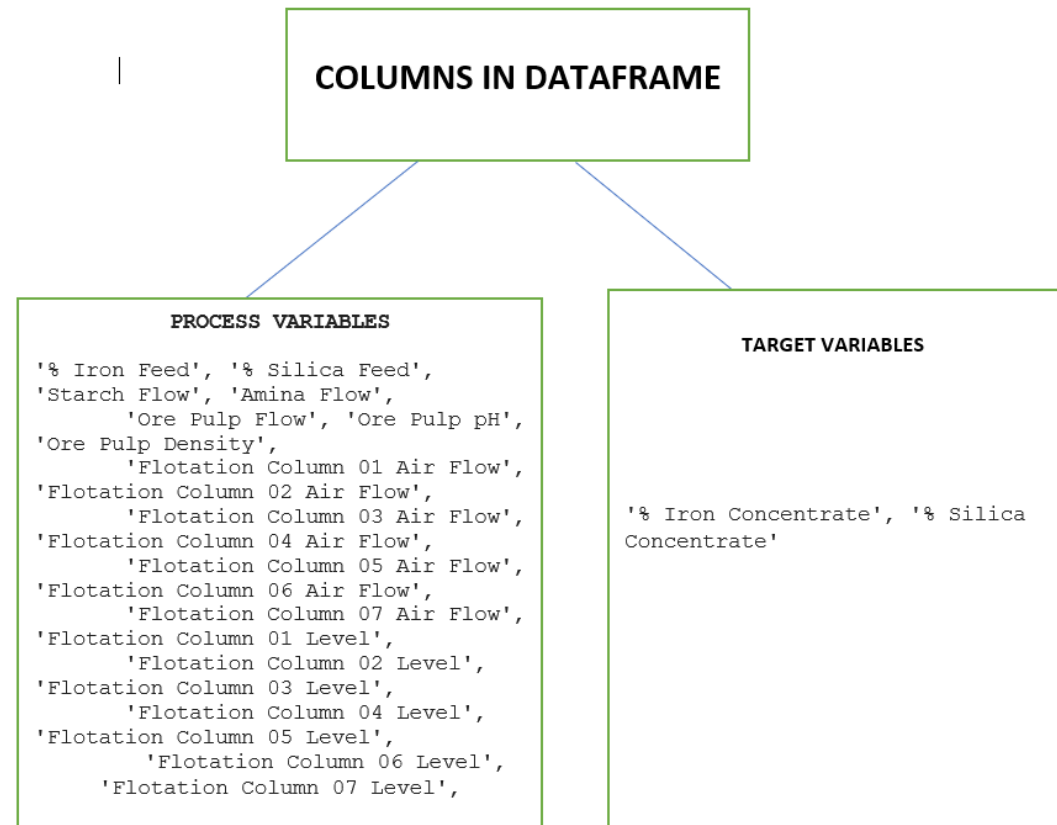 COLUMNS IN DATAFRAME
PROCESS VARIABLES
'% Iron Feed', '% Silica Feed',
'Starch Flow', 'Amina Flow',
'Ore Pulp Flow', 'Ore Pulp pH',
'Ore Pulp Density',
'Flotation Column 01 Air Flow',
'Flotation Column 02 Air Flow',
'Flotation Column 03 Air Flow',
'Flotation Column 04 Air Flow',
'Flotation Column 05 Air Flow',
'Flotation Column 06 Air Flow',
'Flotation Column 07 Air Flow',
'Flotation Column 01 Level',
'Flotation Column 02 Level',
'Flotation Column 03 Level',
'Flotation Column 04 Level',
'Flotation Column 05 Level',
'Flotation Column 06 Level',
'Flotation Column 07 Level',
TARGET VARIABLES
'% Iron Concentrate', '% Silica
Concentrate'